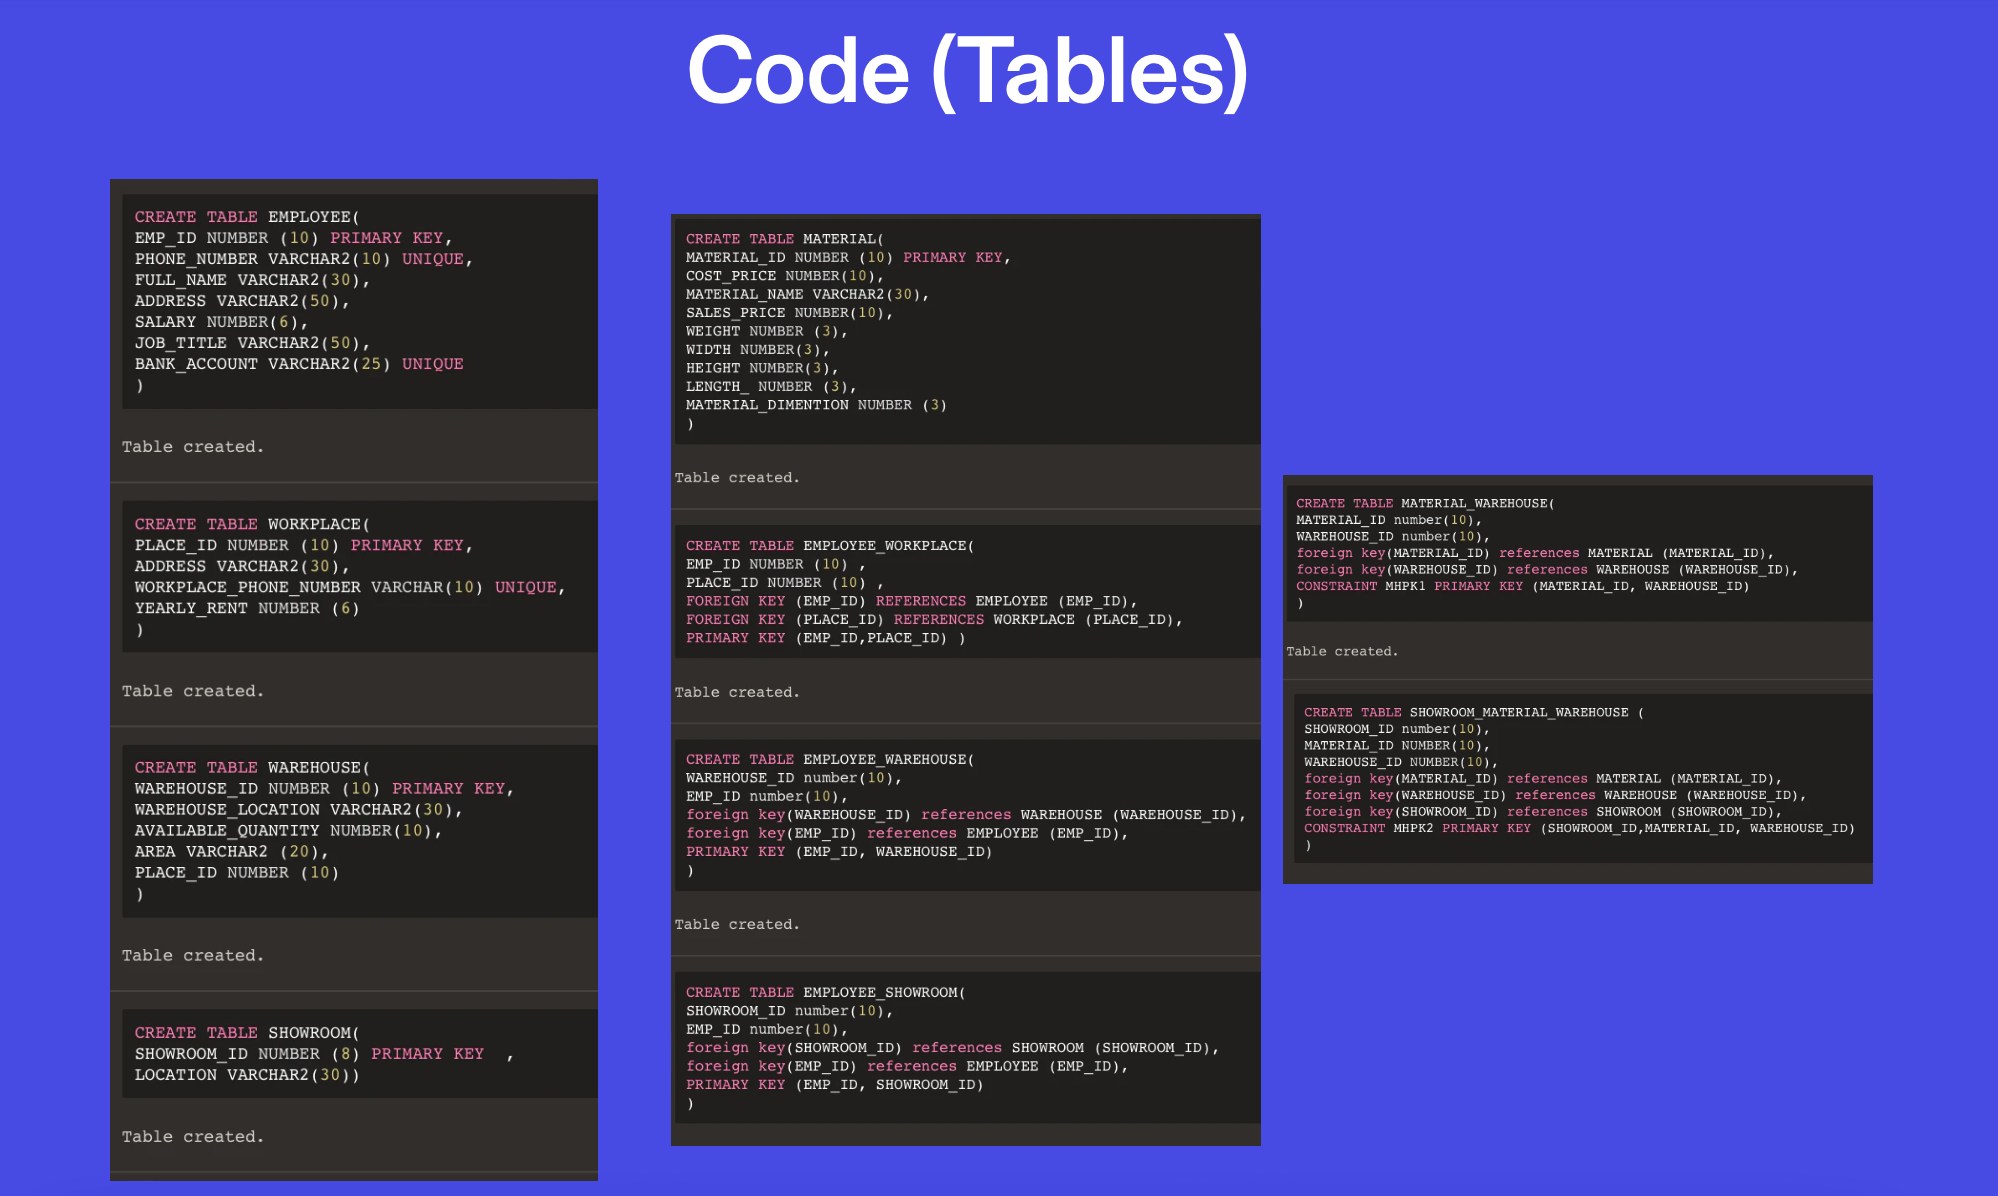 Code (Tables)
CREATE TABLE EMPLOYEE(
EMP_ID NUMBER (10) PRIMARY KEY,
PHONE_NUMBER VARCHAR2(10) UNIQUE,
FULL_NAME VARCHAR2(30),
ADDRESS VARCHAR2(50),
SALARY NUMBER(6),
JOB_TITLE VARCHAR2(50),
BANK_ACCOUNT VARCHAR2(25) UNIQUE
)
Table created.
CREATE TABLE WORKPLACE(
PLACE_ID NUMBER (10) PRIMARY KEY,
ADDRESS VARCHAR2(30),
WORKPLACE_PHONE_NUMBER VARCHAR(10) UNIQUE,
YEARLY_RENT NUMBER (6)
)
Table created.
CREATE TABLE WAREHOUSE(
WAREHOUSE_ID NUMBER (10) PRIMARY KEY,
WAREHOUSE_LOCATION VARCHAR2(30),
AVAILABLE_QUANTITY NUMBER(10),
AREA VARCHAR2 (20),
PLACE_ID NUMBER (10)
)
Table created.
CREATE TABLE SHOWROOM(
SHOWROOM_ID NUMBER (8) PRIMARY KEY  ,
LOCATION VARCHAR2(30))
Table created.
CREATE TABLE MATERIAL(
MATERIAL_ID NUMBER (10) PRIMARY KEY,
COST_PRICE NUMBER(10),
MATERIAL_NAME VARCHAR2(30),
SALES_PRICE NUMBER(10),
WEIGHT NUMBER (3),
WIDTH NUMBER(3),
HEIGHT NUMBER(3),
LENGTH_ NUMBER (3),
MATERIAL_DIMENTION NUMBER (3)
)
Table created.
CREATE TABLE EMPLOYEE_WORKPLACE(
EMP_ID NUMBER (10) ,
PLACE_ID NUMBER (10) ,
FOREIGN KEY (EMP_ID) REFERENCES EMPLOYEE (EMP_ID),
FOREIGN KEY (PLACE_ID) REFERENCES WORKPLACE (PLACE_ID),
PRIMARY KEY (EMP_ID,PLACE_ID) )
Table created.
CREATE TABLE EMPLOYEE_WAREHOUSE(
WAREHOUSE_ID number(10),
EMP_ID number(10),
foreign key(WAREHOUSE_ID) references WAREHOUSE (WAREHOUSE_ID),
foreign key(EMP_ID) references EMPLOYEE (EMP_ID),
PRIMARY KEY (EMP_ID, WAREHOUSE_ID)
)
Table created.
CREATE TABLE EMPLOYEE_SHOWROOM(
SHOWROOM_ID number(10),
EMP_ID number(10),
foreign key(SHOWROOM_ID) references SHOWROOM (SHOWROOM_ID),
foreign key(EMP_ID) references EMPLOYEE (EMP_ID),
PRIMARY KEY (EMP_ID, SHOWROOM_ID)
)
CREATE TABLE MATERIAL_WAREHOUSE(
MATERIAL_ID number(10),
WAREHOUSE_ID number(10),
foreign key(MATERIAL_ID) references MATERIAL (MATERIAL_ID),
foreign key(WAREHOUSE_ID) references WAREHOUSE (WAREHOUSE_ID),
CONSTRAINT MHPK1 PRIMARY KEY (MATERIAL_ID, WAREHOUSE_ID)
)
Table created.
CREATE TABLE SHOWROOM_MATERIAL_WAREHOUSE (
SHOWROOM_ID number(10),
MATERIAL_ID NUMBER(10),
WAREHOUSE_ID NUMBER(10),
foreign key(MATERIAL_ID) references MATERIAL (MATERIAL_ID),
foreign key(WAREHOUSE_ID) references WAREHOUSE (WAREHOUSE_ID),
foreign key(SHOWROOM_ID) references SHOWROOM (SHOWROOM_ID),
CONSTRAINT MHPK2 PRIMARY KEY (SHOWROOM_ID,MATERIAL_ID, WAREHOUSE_ID)
)